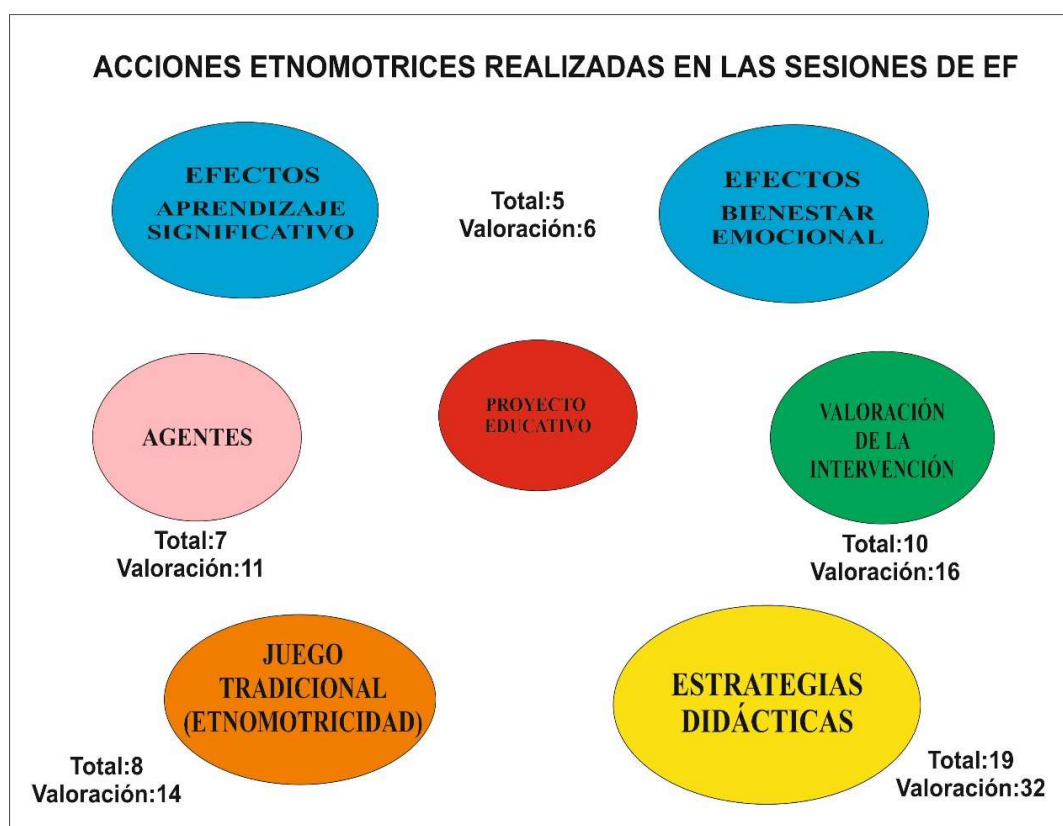 ACCIONES ETNOMOTRICES REALIZADAS EN LAS SESIONES DE EF
EFECTOS
APRENDIZAJE
SIGNIFICATIVO
Total:5
Valoración:6
EFECTOS
BIENESTAR
EMOCIONAL
AGENTES
Total:7
Valoración:11
PROYECTO
EDUCATIVO
VALORACIÓN
DE LA
INTERVENCIÓN
Total:10
Valoración:16
JUEGO
TRADICIONAL
(ETNOMOTRICIDAD)
Total:8
Valoración:14
ESTRATEGIAS
DIDÁCTICAS
Total:19
Valoración:32